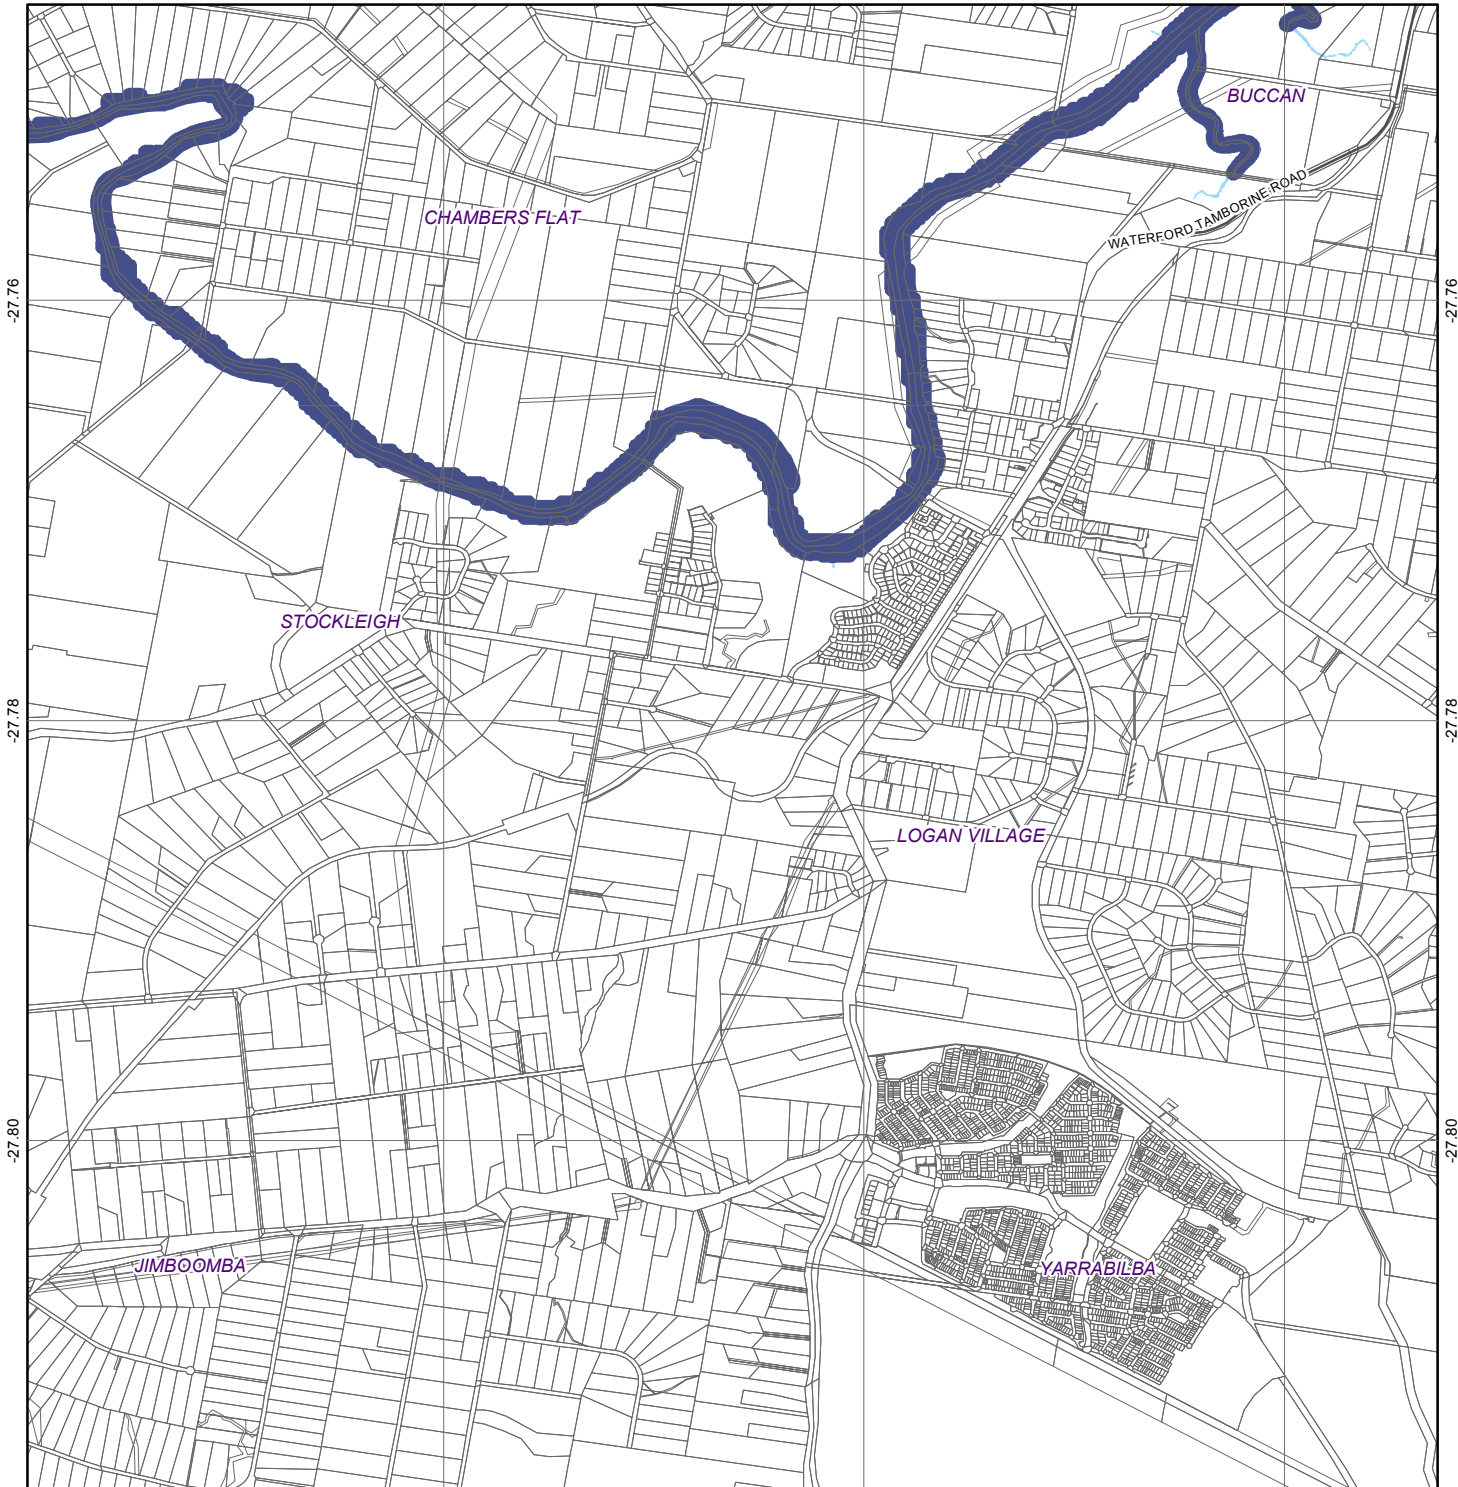 BUCCAN
CHAMBERS FLAT
WATERFORD TAMBORINE ROAD
-27.76
-27.76
STOCKLEIGH
-27.78
-27.78
LOGAN VILLAGE
-27.80
-27.80
JIMBOOMBA
YARRABILBA